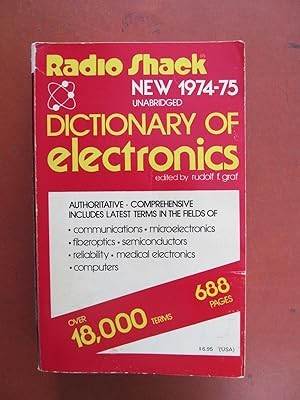 Radio Shack
NEW 1974-75
UNABRIDGED
DICTIONARY OF
electronics
edited by rudolf f. graf
AUTHORITATIVE - COMPREHENSIVE
INCLUDES LATEST TERMS IN THE FIELDS OF
• communications • microelectronics
• fiberoptics • semiconductors
• reliability • medical electronics
• computers
OVER
18,000 TERMS
688
PAGES
$6.95 (USA)